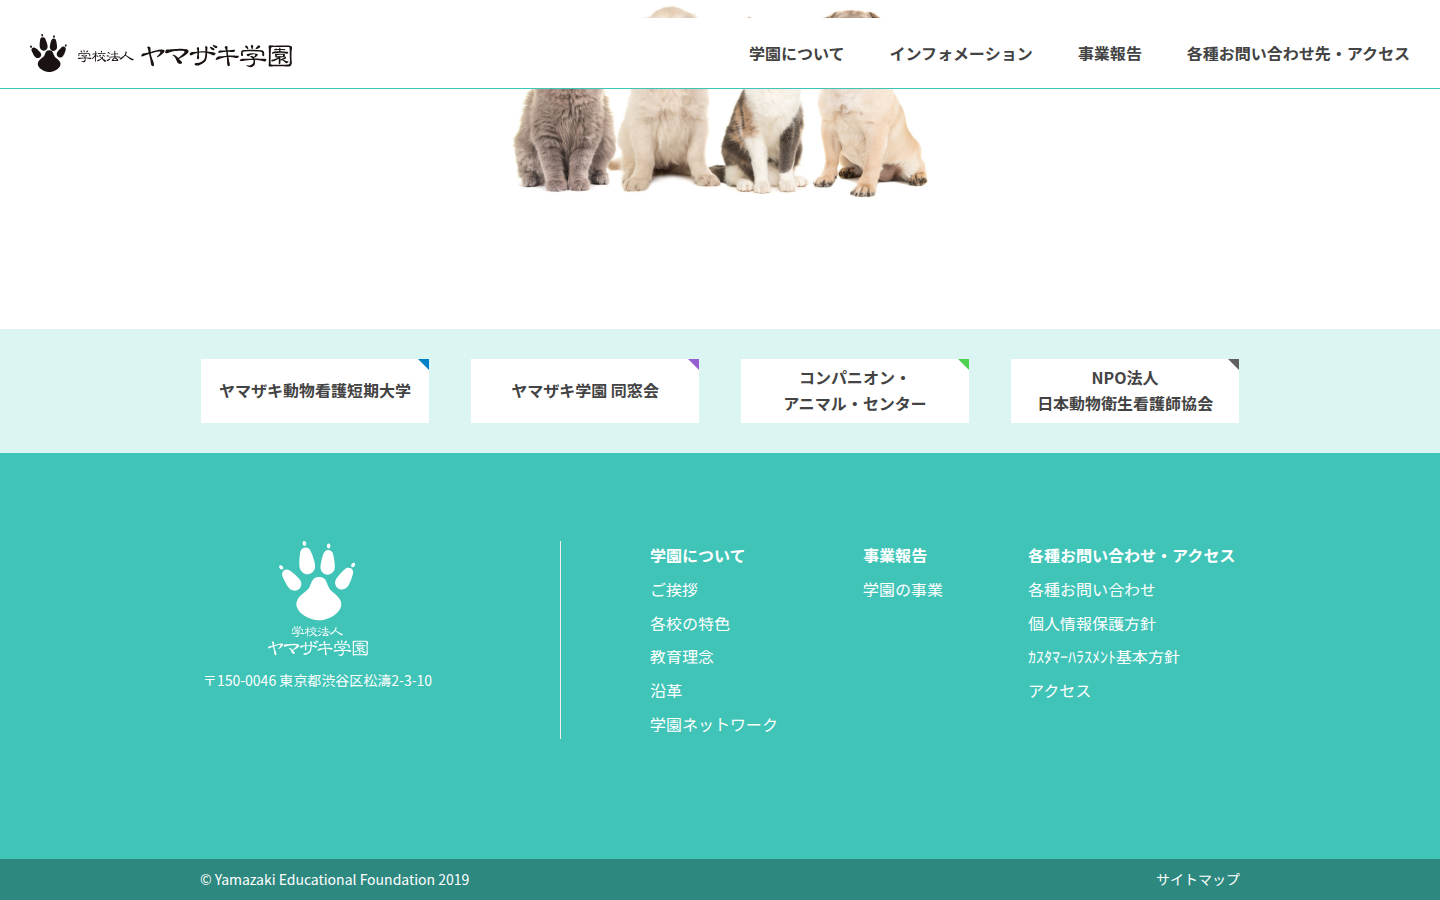 学校法人 ヤマザキ学園
学園について
インフォメーション
事業報告
各種お問い合わせ先・アクセス
ヤマザキ動物看護短期大学
ヤマザキ学園 同窓会
コンパニオン・
アニマル・センター
NPO法人
日本動物衛生看護師協会
学校法人
ヤマザキ学園
〒150-0046 東京都渋谷区松濤2-3-10
学園について
ご挨拶
各校の特色
教育理念
沿革
学園ネットワーク
事業報告
学園の事業
各種お問い合わせ・アクセス
各種お問い合わせ
個人情報保護方針
ｶｽﾀﾏｰﾊﾗｽﾒﾝﾄ基本方針
アクセス
© Yamazaki Educational Foundation 2019
サイトマップ